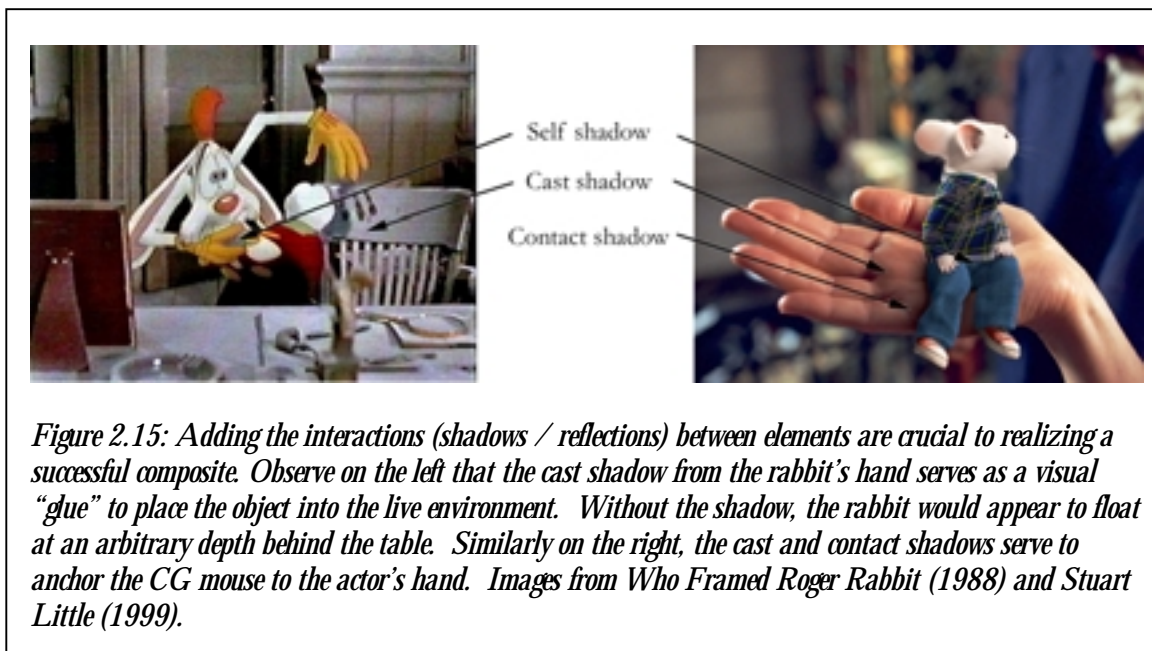 Self shadow
Cast shadow
Contact shadow
Figure 2.15: Adding the interactions (shadows / reflections) between elements are crucial to realizing a
successful composite. Observe on the left that the cast shadow from the rabbit's hand serves as a visual
"glue" to place the object into the live environment. Without the shadow, the rabbit would appear to float
at an arbitrary depth behind the table. Similarly on the right, the cast and contact shadows serve to
anchor the CG mouse to the actor's hand. Images from Who Framed Roger Rabbit (1988) and Stuart
Little (1999).